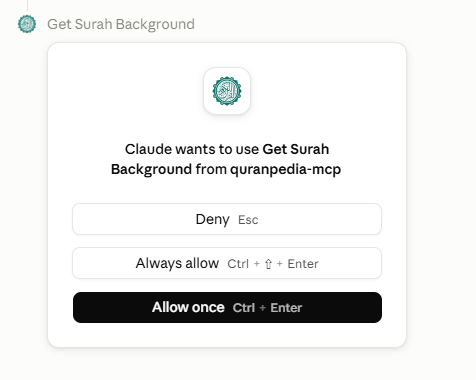 Get Surah Background
Claude wants to use Get Surah
Background from quranpedia-mcp
Deny Esc
Always allow Ctrl + ⇧ + Enter
Allow once Ctrl + Enter